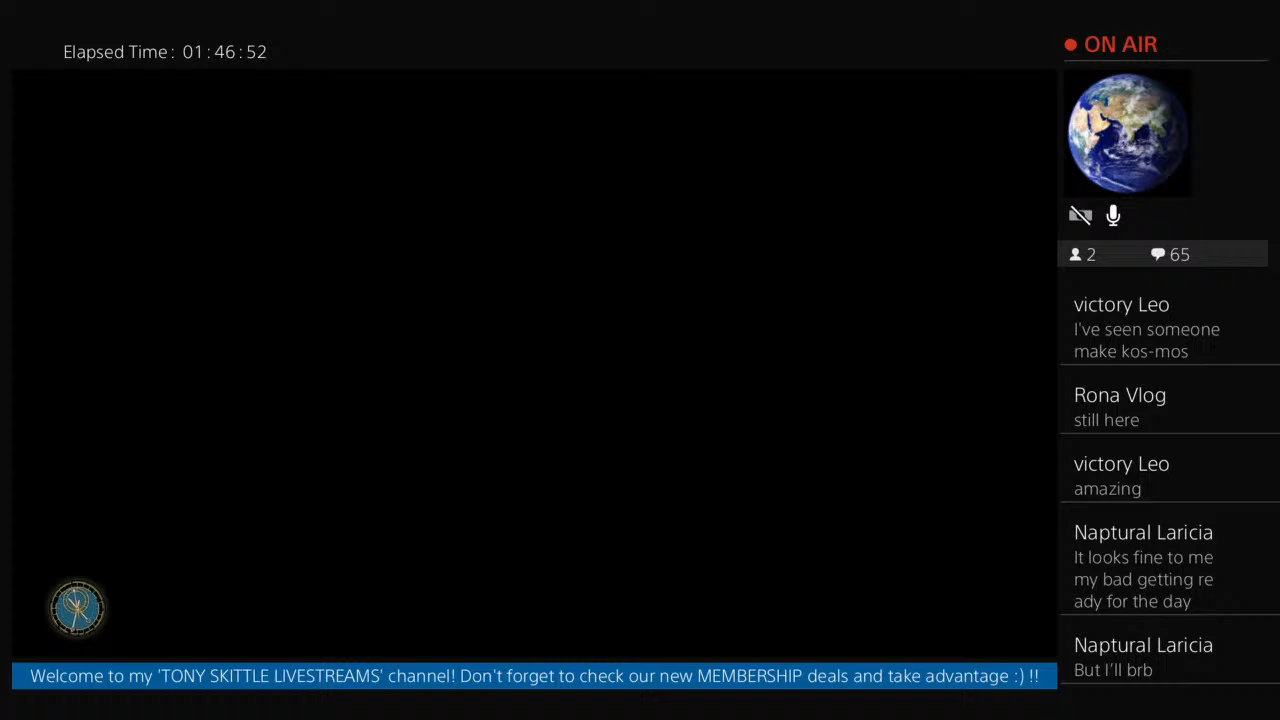 Elapsed Time: 01:46:52
ON AIR
2 65
victory Leo
I've seen someone
make kos-mos
Rona Vlog
still here
victory Leo
amazing
Naptural Laricia
It looks fine to me
my bad getting re
ady for the day
Naptural Laricia
But I'll brb
Welcome to my 'TONY SKITTLE LIVESTREAMS' channel! Don't forget to check our new MEMBERSHIP deals and take advantage :) !!